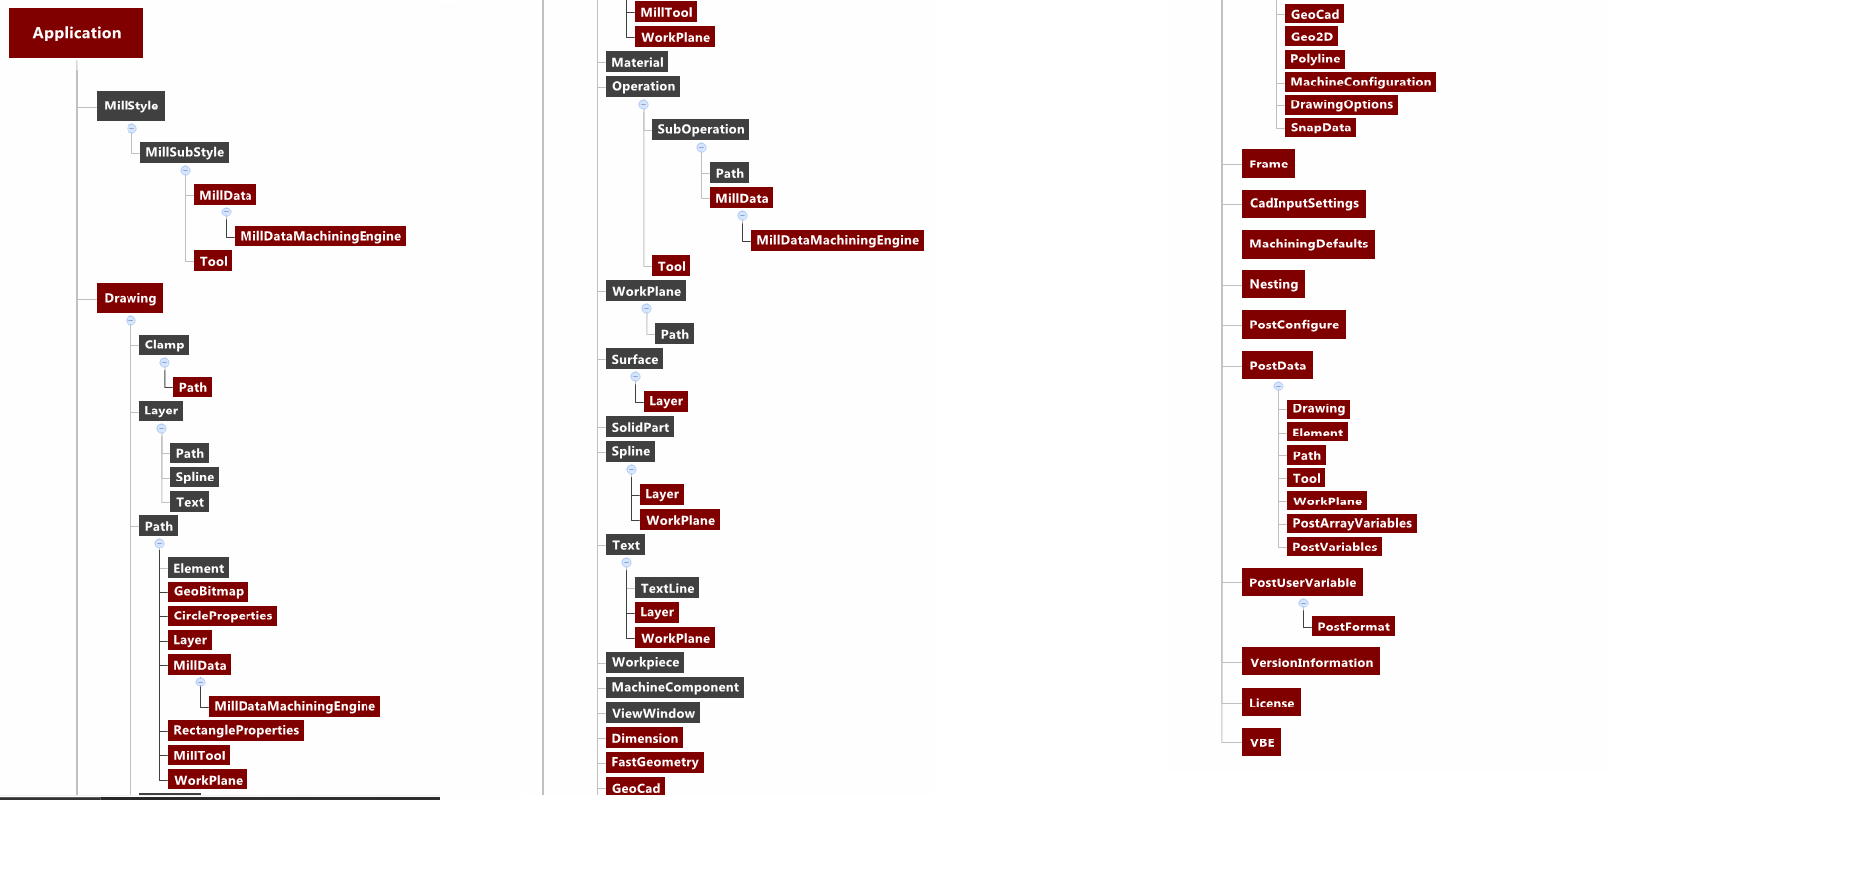 Application
MillStyle
MillSubStyle
MillData
MillDataMachiningEngine
Tool
Drawing
Clamp
Path
Layer
Path
Spline
Text
Path
Element
GeoBitmap
CircleProperties
Layer
MillData
MillDataMachiningEngine
RectangleProperties
MillTool
WorkPlane
MillTool
WorkPlane
Material
Operation
SubOperation
Path
MillData
MillDataMachiningEngine
Tool
WorkPlane
Path
Surface
Layer
SolidPart
Spline
Layer
WorkPlane
Text
TextLine
Layer
WorkPlane
Workpiece
MachineComponent
ViewWindow
Dimension
FastGeometry
GeoCad
GeoCad
Geo2D
Polyline
MachineConfiguration
DrawingOptions
SnapData
Frame
CadInputSettings
MachiningDefaults
Nesting
PostConfigure
PostData
Drawing
Element
Path
Tool
WorkPlane
PostArrayVariables
PostVariables
PostUserVariable
PostFormat
VersionInformation
License
VBE